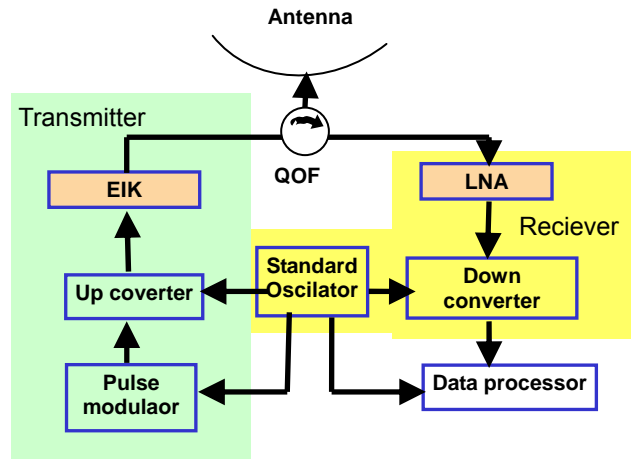 Antenna
Transmitter
QOF
EIK
LNA
Reciever
Standard
Oscilator
Up coverter
Down
converter
Pulse
modulaor
Data processor